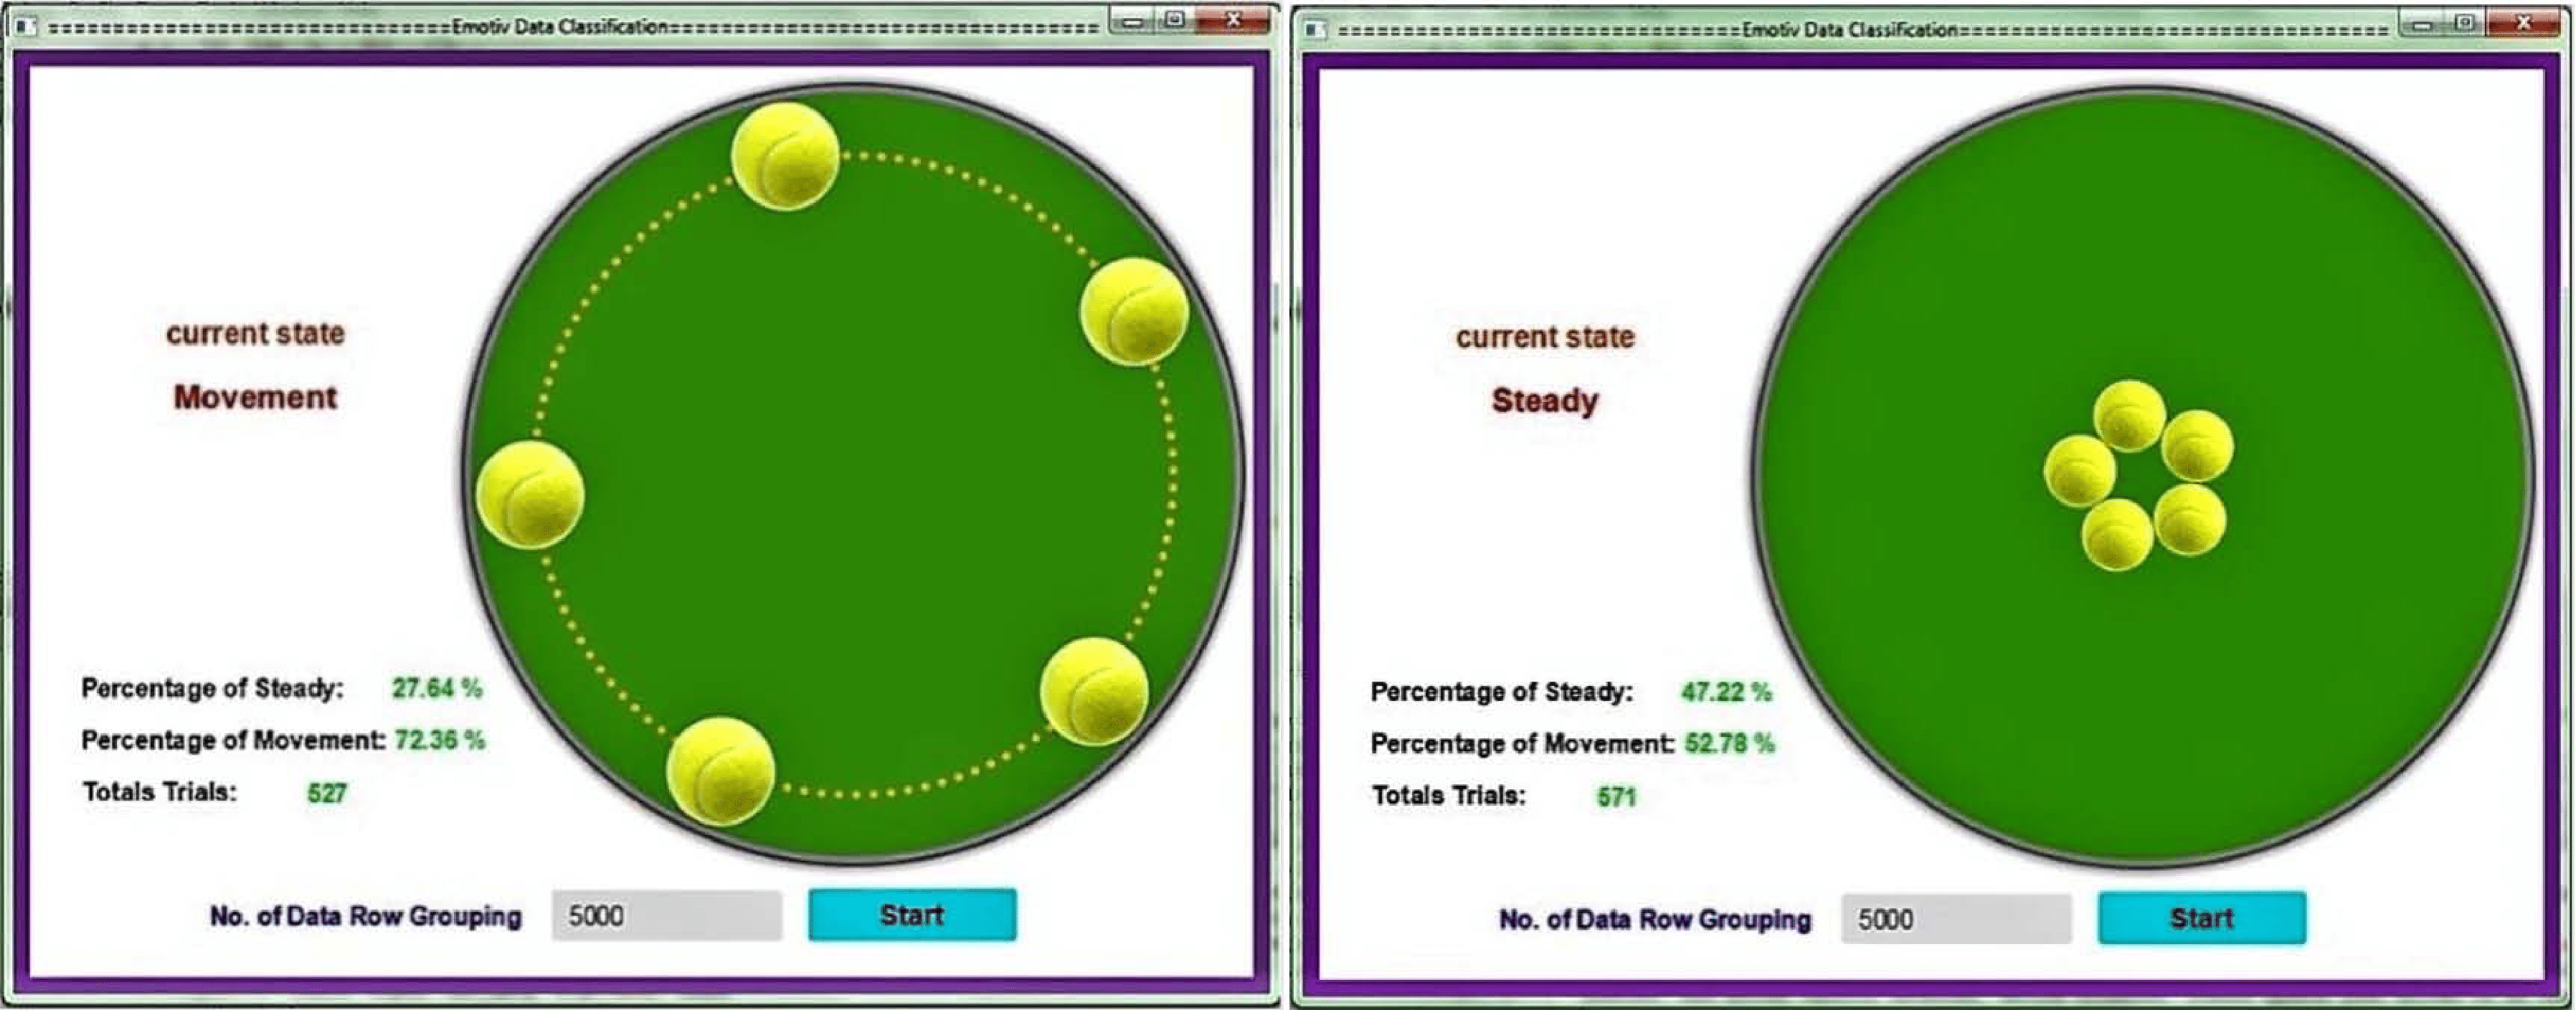 ==============================Emotiv Data Classification================================
current state
Movement
Percentage of Steady: 27.64 %
Percentage of Movement: 72.36 %
Totals Trials: 527
No. of Data Row Grouping 5000 Start
==============================Emotiv Data Classification================================
current state
Steady
Percentage of Steady: 47.22 %
Percentage of Movement: 52.78 %
Totals Trials: 571
No. of Data Row Grouping 5000 Start